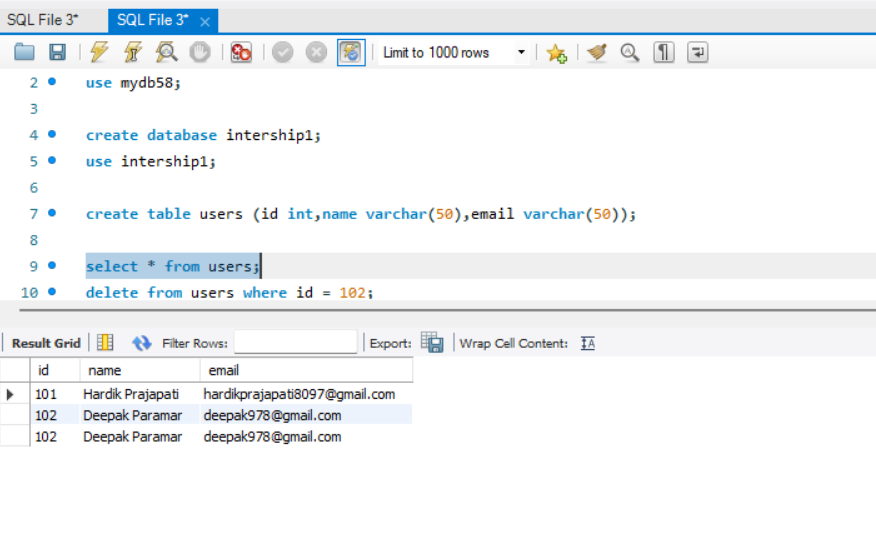 SQL File 3* SQL File 3* ×
Limit to 1000 rows
2 use mydb58;
3
4 create database intership1;
5 use intership1;
6
7 create table users (id int,name varchar(50),email varchar(50));
8
9 select * from users;
10 delete from users where id = 102;
Result Grid Filter Rows: Export: Wrap Cell Content: IA
id name email
101 Hardik Prajapati hardikprajapati8097@gmail.com
102 Deepak Paramar deepak978@gmail.com
102 Deepak Paramar deepak978@gmail.com